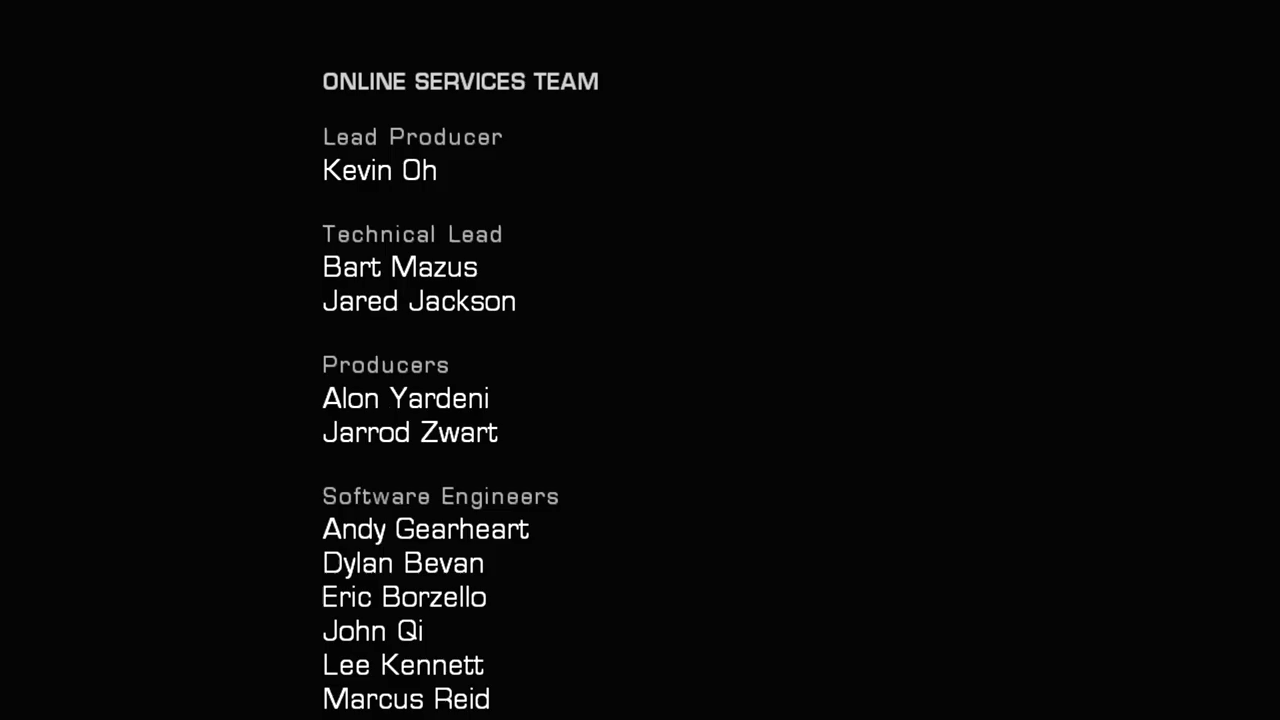 ONLINE SERVICES TEAM
Lead Producer
Kevin Oh
Technical Lead
Bart Mazus
Jared Jackson
Producers
Alon Yardeni
Jarrod Zwart
Software Engineers
Andy Gearheart
Dylan Bevan
Eric Borzello
John Qi
Lee Kennett
Marcus Reid